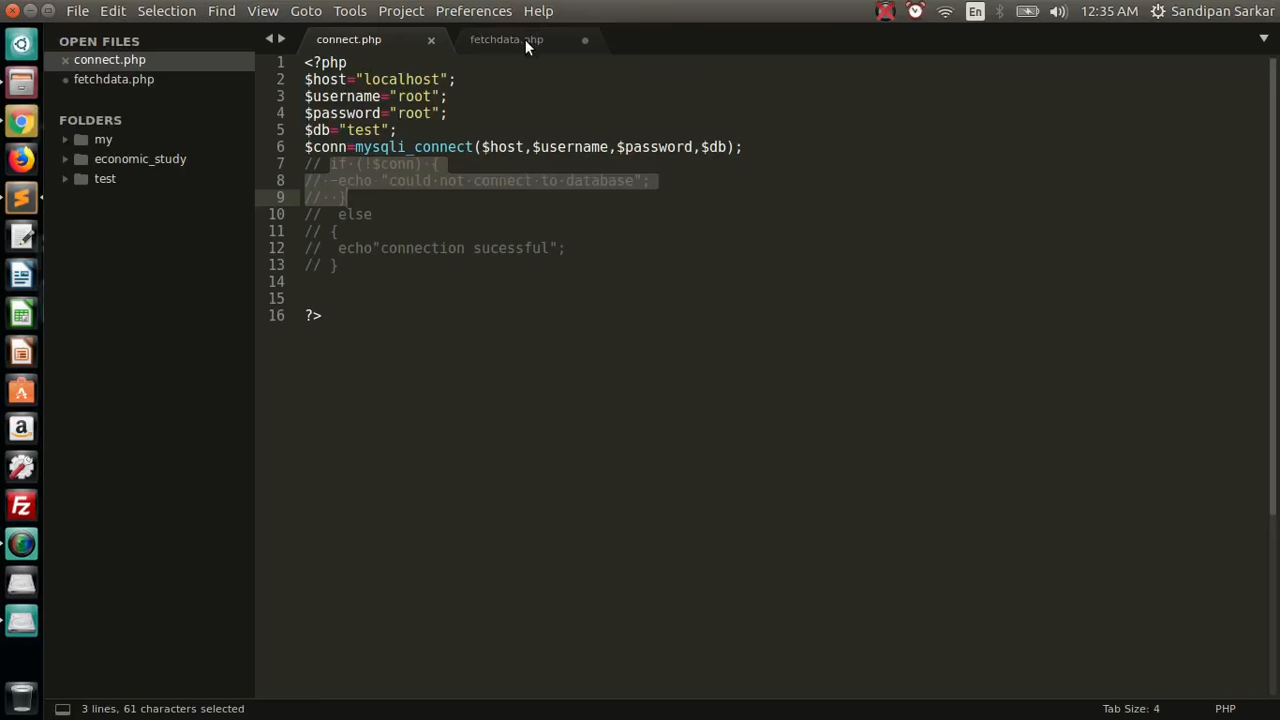 File Edit Selection Find View Goto Tools Project Preferences Help
En
12:35 AM
Sandipan Sarkar
OPEN FILES
connect.php
fetchdata.php
FOLDERS
my
economic_study
test
connect.php
fetchdata.php
1 <?php
2 $host="localhost";
3 $username="root";
4 $password="root";
5 $db="test";
6 $conn=mysqli_connect($host,$username,$password,$db);
7 // if (!$conn) {
8 // echo "could not connect to database";
9 // }
10 // else
11 // {
12 // echo"connection sucessful";
13 // }
14
15
16 ?>
3 lines, 61 characters selected
Tab Size: 4
PHP